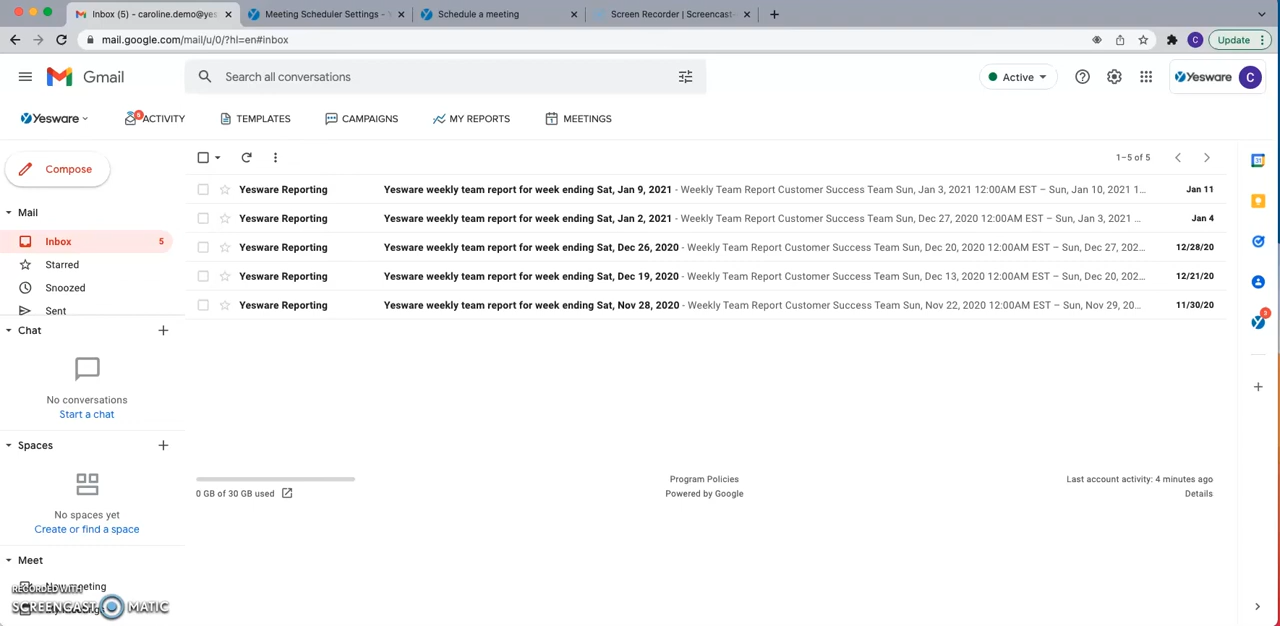 Inbox (5) - caroline.demo@yes
Meeting Scheduler Settings -
Schedule a meeting
Screen Recorder | Screencast-
mail.google.com/mail/u/0/?hl=en#inbox
C
Update
Gmail
Search all conversations
Active
Yesware
C
Yesware
ACTIVITY
TEMPLATES
CAMPAIGNS
MY REPORTS
MEETINGS
Compose
1–5 of 5
Yesware Reporting Yesware weekly team report for week ending Sat, Jan 9, 2021 - Weekly Team Report Customer Success Team Sun, Jan 3, 2021 12:00AM EST – Sun, Jan 10, 2021 1... Jan 11
Yesware Reporting Yesware weekly team report for week ending Sat, Jan 2, 2021 - Weekly Team Report Customer Success Team Sun, Dec 27, 2020 12:00AM EST – Sun, Jan 3, 2021 ... Jan 4
Yesware Reporting Yesware weekly team report for week ending Sat, Dec 26, 2020 - Weekly Team Report Customer Success Team Sun, Dec 20, 2020 12:00AM EST – Sun, Dec 27, 202... 12/28/20
Yesware Reporting Yesware weekly team report for week ending Sat, Dec 19, 2020 - Weekly Team Report Customer Success Team Sun, Dec 13, 2020 12:00AM EST – Sun, Dec 20, 202... 12/21/20
Yesware Reporting Yesware weekly team report for week ending Sat, Nov 28, 2020 - Weekly Team Report Customer Success Team Sun, Nov 22, 2020 12:00AM EST – Sun, Nov 29, 20... 11/30/20
Mail
Inbox 5
Starred
Snoozed
Sent
Chat
No conversations
Start a chat
Spaces
No spaces yet
Create or find a space
Meet
New meeting
RECORDED WITH
SCREENCAST-O-MATIC
0 GB of 30 GB used
Program Policies
Powered by Google
Last account activity: 4 minutes ago
Details
31
3